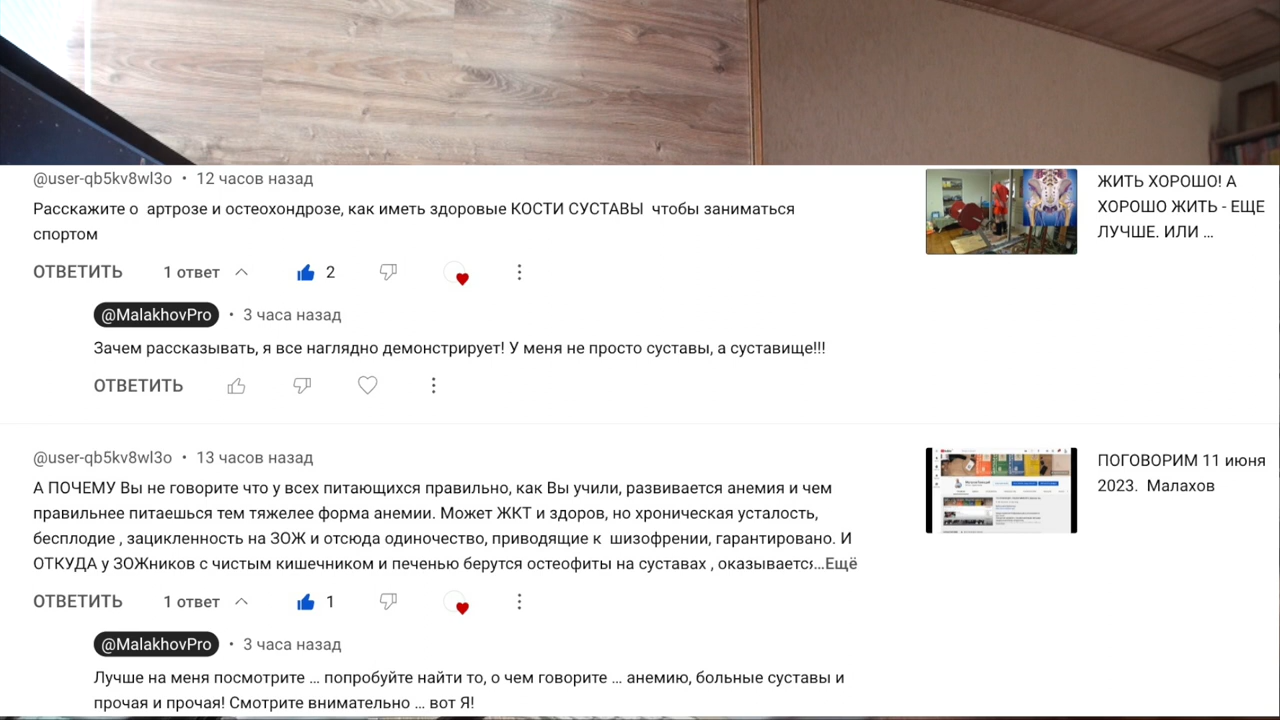 @user-qb5kv8wl3o • 12 часов назад
Расскажите о артрозе и остеохондрозе, как иметь здоровые КОСТИ СУСТАВЫ чтобы заниматься
спортом
ОТВЕТИТЬ 1 ответ 2
@MalakhovPro • 3 часа назад
Зачем рассказывать, я все наглядно демонстрирует! У меня не просто суставы, а суставище!!!
ОТВЕТИТЬ
ЖИТЬ ХОРОШО! А
ХОРОШО ЖИТЬ - ЕЩЕ
ЛУЧШЕ. ИЛИ ...
@user-qb5kv8wl3o • 13 часов назад
А ПОЧЕМУ Вы не говорите что у всех питающихся правильно, как Вы учили, развивается анемия и чем
правильнее питаешься тем тяжелее форма анемии. Может ЖКТ и здоров но хроническая усталость,
бесплодие , зацикленность на ЗОЖ и отсюда одиночество, приводящие к шизофрении, гарантировано. И
ОТКУДА у ЗОЖников с чистым кишечником и печенью берутся остеофиты на суставах , оказывается...Ещё
ОТВЕТИТЬ 1 ответ 1
@MalakhovPro • 3 часа назад
Лучше на меня посмотрите ... попробуйте найти то, о чем говорите ... анемию, больные суставы и
прочая и прочая! Смотрите внимательно ... вот Я!
ПОГОВОРИМ 11 июня
2023. Малахов